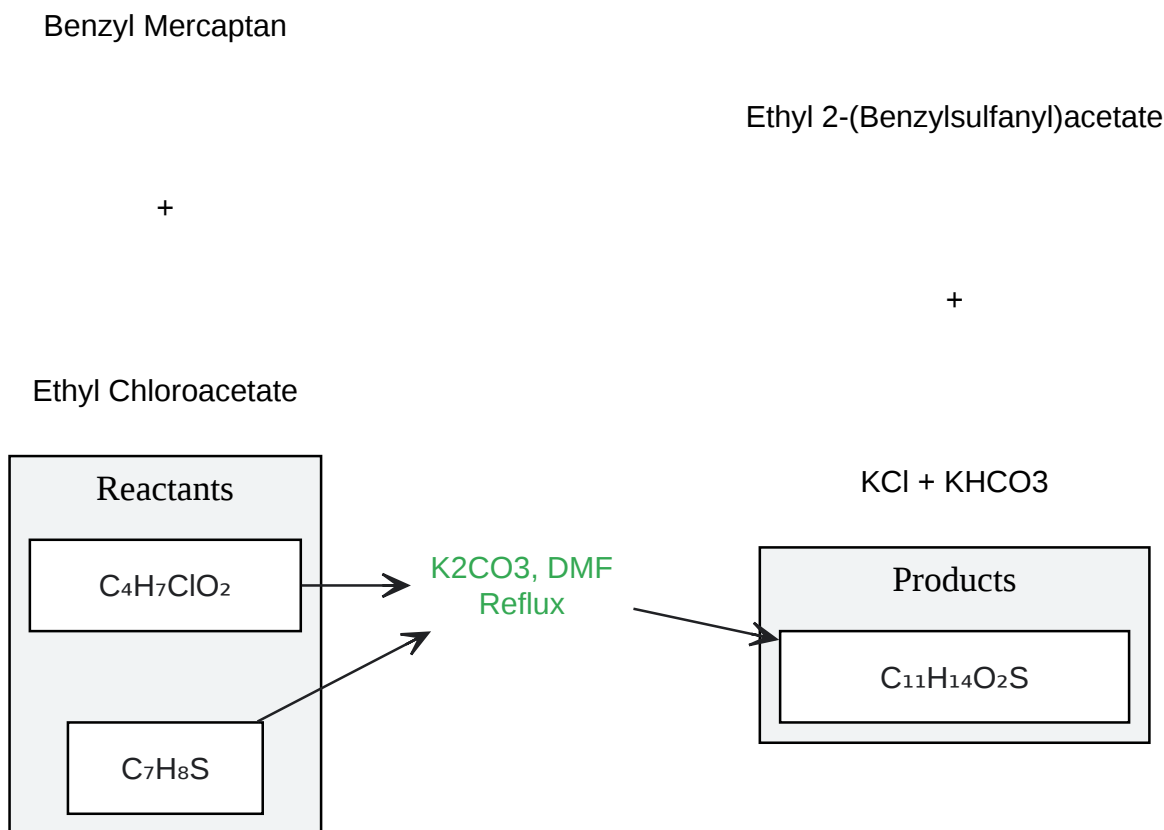 Benzyl Mercaptan
+
Ethyl Chloroacetate
Reactants
C₄H₇ClO₂
C₇H₈S
K2CO3, DMF
Reflux
Ethyl 2-(Benzylsulfanyl)acetate
+
KCl + KHCO3
Products
C₁₁H₁₄O₂S